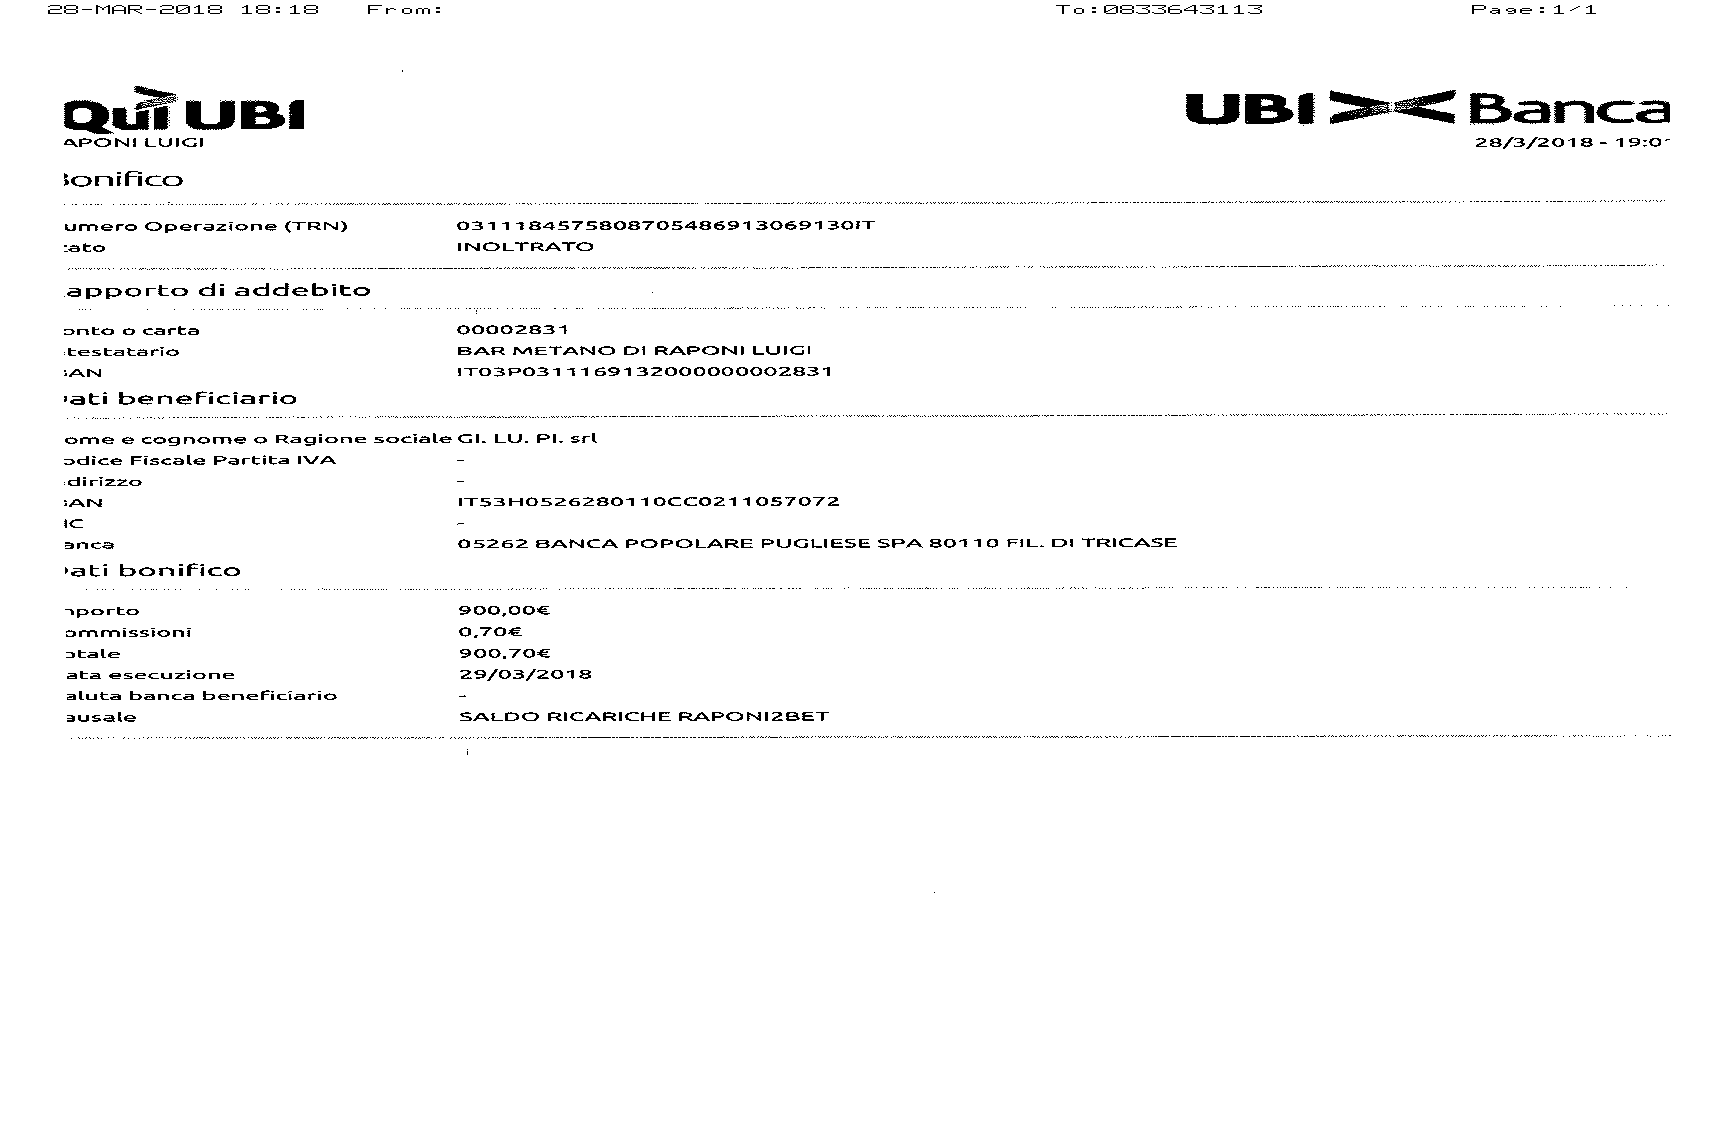 28-MAR-2018 18:18 From: To:0833643113 Page:1/1
Qui UBI UBI Banca
APONI LUIGI 28/3/2018 - 19:0
onifico
umero Operazione (TRN) 0311184575808705486913069130IT
ato INOLTRATO
apporto di addebito
onto o carta 00002831
testatario BAR METANO DI RAPONI LUIGI
AN IT03P0311169132000000002831
ati beneficiario
ome e cognome o Ragione sociale GI. LU. PI. srl
odice Fiscale Partita IVA -
dirizzo -
AN IT53H0526280110CC0211057072
IC -
anca 05262 BANCA POPOLARE PUGLIESE SPA 80110 FIL. DI TRICASE
ati bonifico
nporto 900,00€
ommissioni 0,70€
otale 900,70€
ata esecuzione 29/03/2018
aluta banca beneficiario -
ausale SALDO RICARICHE RAPONI2BET